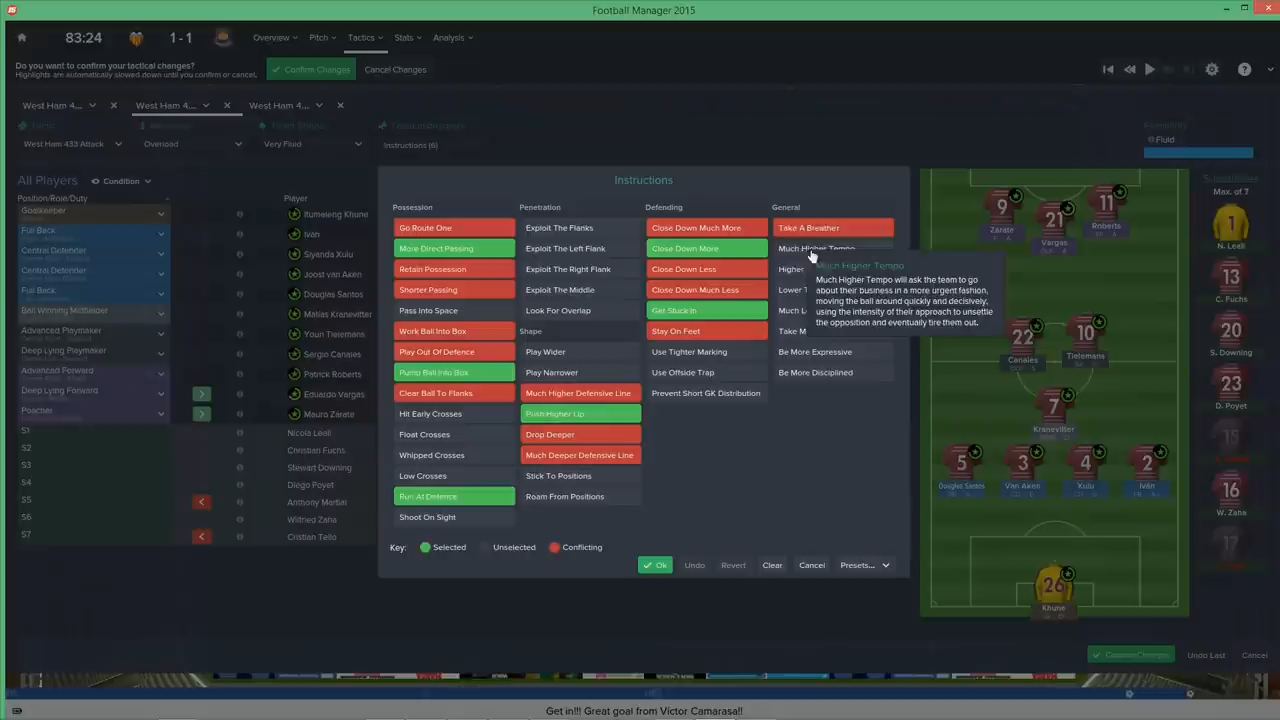 Football Manager 2015
83:24
1-1
Overview
Pitch
Tactics
Stats
Analysis
Do you want to confirm your tactical changes?
Highlights are automatically slowed down until you confirm or cancel.
Confirm Changes
Cancel Changes
West Ham 4...
West Ham 4...
West Ham 4...
West Ham 433 Attack
Overload
Very Fluid
Instructions (6)
Fluid
All Players
Condition
Position/Role/Duty
Player
Goalkeeper
Itumeleng Khune
Full Back
Iván
Central Defender
Siyanda Xulu
Central Defender
Joost van Aken
Full Back
Douglas Santos
Ball Winning Midfielder
Matías Kranevitter
Advanced Playmaker
Youri Tielemans
Deep Lying Playmaker
Sergio Canales
Advanced Forward
Patrick Roberts
Deep Lying Forward
Eduardo Vargas
Poacher
Mauro Zárate
S1
Nicola Leali
S2
Christian Fuchs
S3
Stewart Downing
S4
Diego Poyet
S5
Anthony Martial
S6
Wilfried Zaha
S7
Cristian Tello
Instructions
Possession
Go Route One
More Direct Passing
Retain Possession
Shorter Passing
Pass Into Space
Work Ball Into Box
Play Out Of Defence
Pump Ball Into Box
Clear Ball To Flanks
Hit Early Crosses
Float Crosses
Whipped Crosses
Low Crosses
Run At Defence
Shoot On Sight
Penetration
Exploit The Flanks
Exploit The Left Flank
Exploit The Right Flank
Exploit The Middle
Look For Overlap
Shape
Play Wider
Play Narrower
Much Higher Defensive Line
Push Higher Up
Drop Deeper
Much Deeper Defensive Line
Stick To Positions
Roam From Positions
Defending
Close Down Much More
Close Down More
Close Down Less
Close Down Much Less
Get Stuck In
Stay On Feet
Use Tighter Marking
Use Offside Trap
Prevent Short GK Distribution
General
Take A Breather
Much Higher Tempo
Higher
Lower T
Much Lo
Take M
Be More Expressive
Be More Disciplined
Much Higher Tempo
Much Higher Tempo will ask the team to go
about their business in a more urgent fashion,
moving the ball around quickly and decisively,
using the intensity of their approach to unsettle
the opposition and eventually tire them out.
Key:
Selected
Unselected
Conflicting
Ok
Undo
Revert
Clear
Cancel
Presets...
9
Zarate
21
Vargas
11
Roberts
22
Canales
10
Tielemans
7
Kranevitter
5
Douglas Santos
3
Van Aken
4
Xulu
2
Iván
26
Khune
Max. of 7
1
N. Leali
13
C. Fuchs
20
S. Downing
23
D. Poyet
15
16
W. Zaha
17
Confirm Changes
Undo Last
Cancel
Get in!!! Great goal from Víctor Camarasa!!